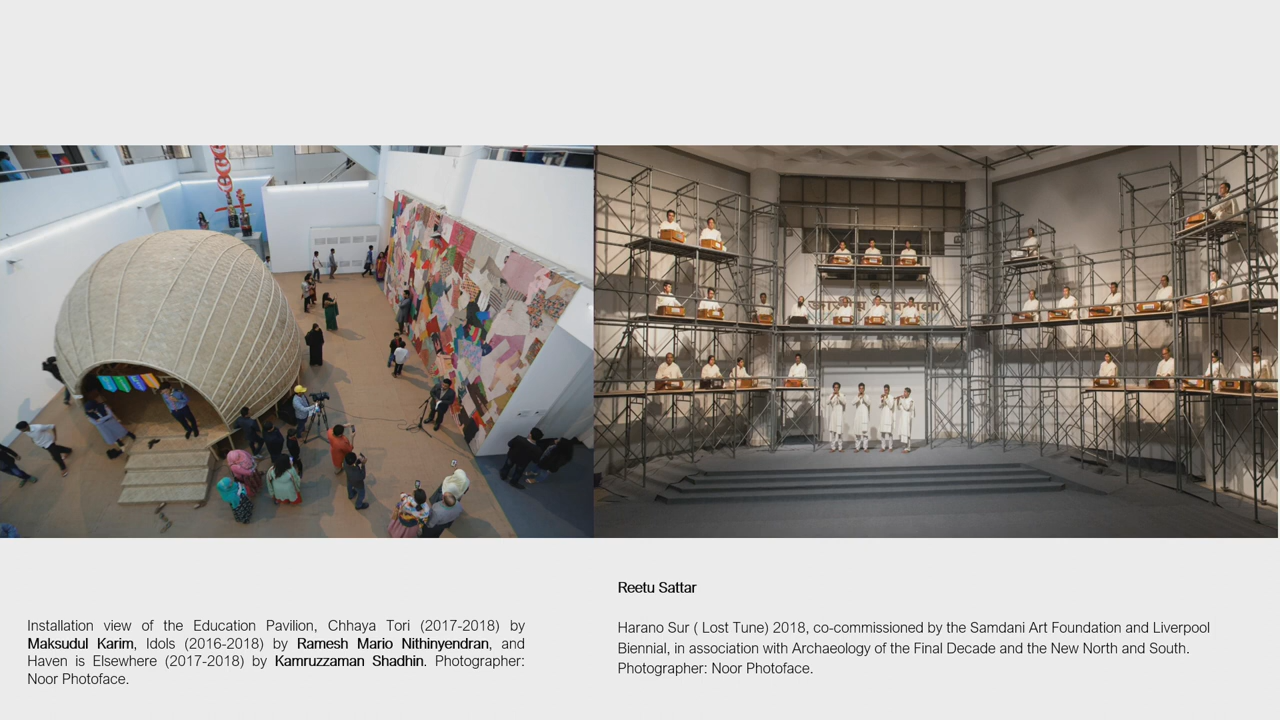 Installation view of the Education Pavilion, Chhaya Tori (2017-2018) by
Maksudul Karim, Idols (2016-2018) by Ramesh Mario Nithinyendran, and
Haven is Elsewhere (2017-2018) by Kamruzzaman Shadhin. Photographer:
Noor Photoface.
Reetu Sattar
Harano Sur ( Lost Tune) 2018, co-commissioned by the Samdani Art Foundation and Liverpool
Biennial, in association with Archaeology of the Final Decade and the New North and South.
Photographer: Noor Photoface.